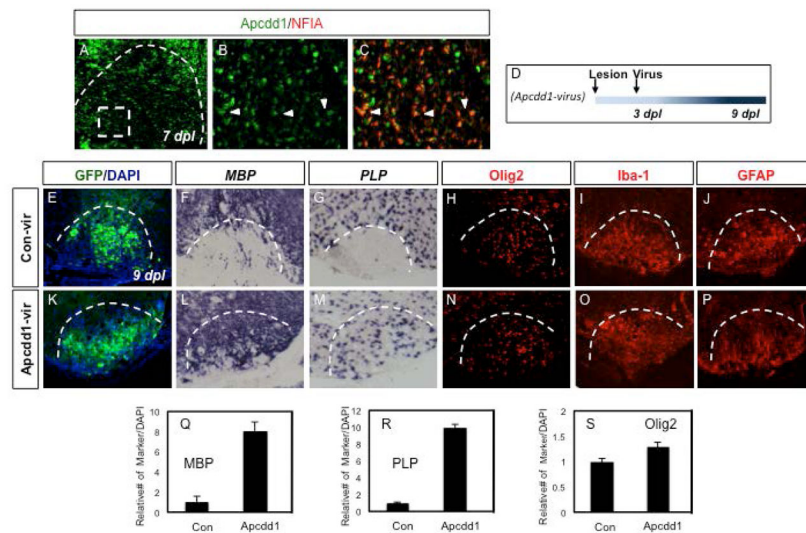 Apcdd1/NFIA
A
B
C
7 dpl
D
Lesion Virus
(Apcdd1-virus)
3 dpl
9 dpl
GFP/DAPI
MBP
PLP
Olig2
Iba-1
GFAP
Con-vir
E
9 dpl
F
G
H
I
J
Apcdd1-vir
K
L
M
N
O
P
Relative# of Marker/DAPI
10
8
6
4
2
0
Q
MBP
Con
Apcdd1
Relative# of Marker/DAPI
12
10
8
6
4
2
0
R
PLP
Con
Apcdd1
Relative# of Marker/DAPI
2
1.5
1
0.5
0
S
Olig2
Con
Apcdd1